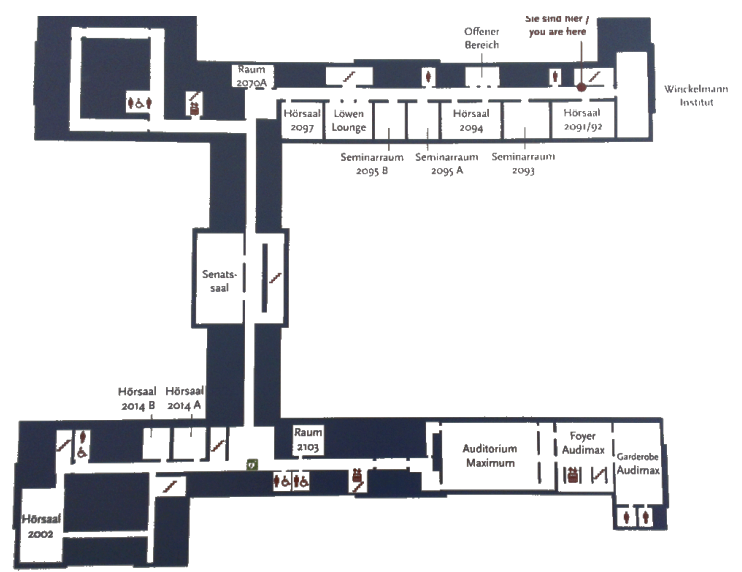 Sie sind hier /
you are here
Offener
Bereich
Raum
2070A
Winckelmann
Institut
Hörsaal
2097
Löwen
Lounge
Hörsaal
2094
Hörsaal
2091/92
Seminarraum
2095 B
Seminarraum
2095 A
Seminarraum
2093
Senats-
saal
Hörsaal
2014 B
Hörsaal
2014 A
Raum
2103
Auditorium
Maximum
Foyer
Audimax
Garderobe
Audimax
Hörsaal
2002